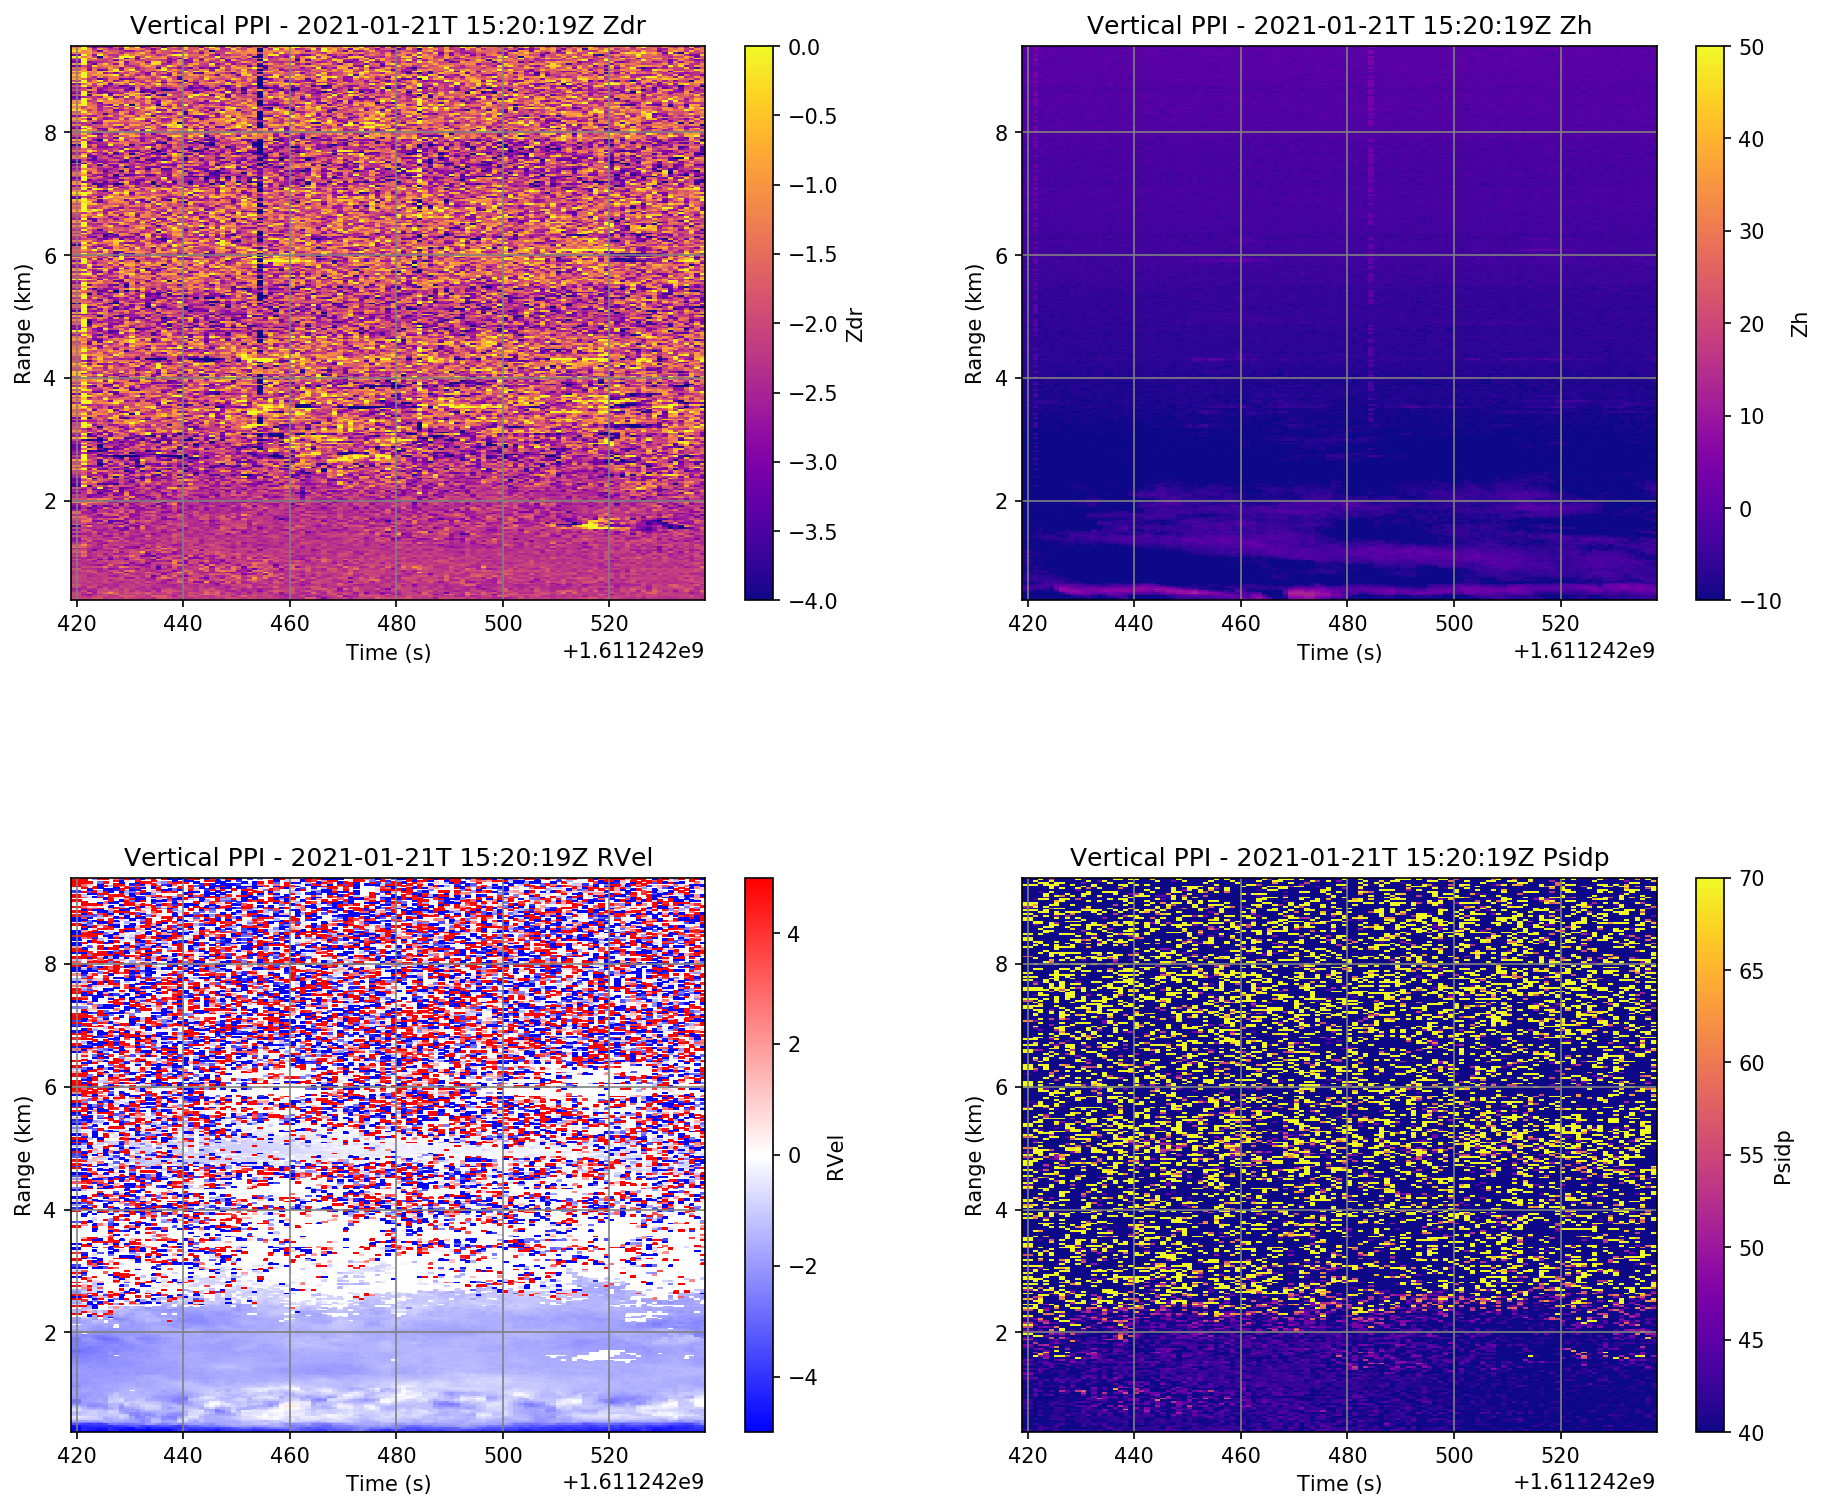 Vertical PPI - 2021-01-21T 15:20:19Z Zdr
Range (km)
8
6
4
2
420 440 460 480 500 520
Time (s)
+1.611242e9
0.0
−0.5
−1.0
−1.5
−2.0
−2.5
−3.0
−3.5
−4.0
Zdr
Vertical PPI - 2021-01-21T 15:20:19Z Zh
Range (km)
8
6
4
2
420 440 460 480 500 520
Time (s)
+1.611242e9
50
40
30
20
10
0
−10
Zh
Vertical PPI - 2021-01-21T 15:20:19Z RVel
Range (km)
8
6
4
2
420 440 460 480 500 520
Time (s)
+1.611242e9
4
2
0
−2
−4
RVel
Vertical PPI - 2021-01-21T 15:20:19Z Psidp
Range (km)
8
6
4
2
420 440 460 480 500 520
Time (s)
+1.611242e9
70
65
60
55
50
45
40
Psidp